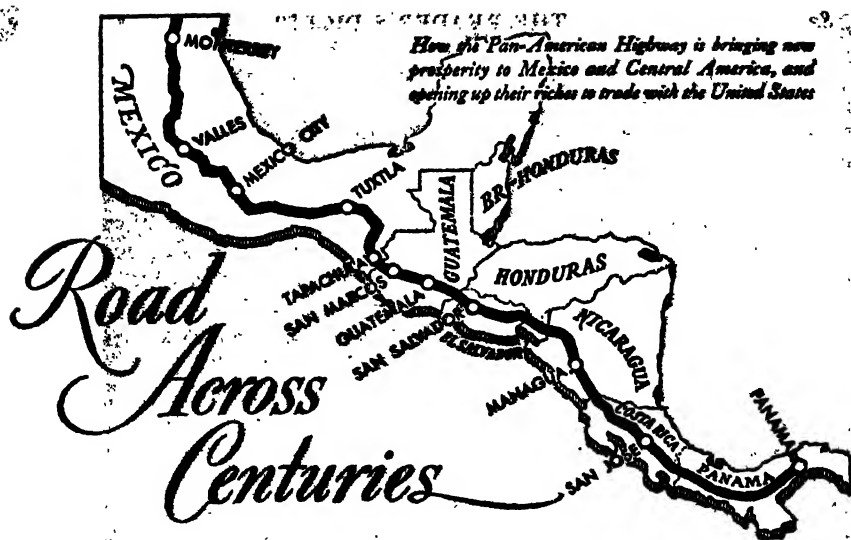 How the Pan-American Highway is bringing new
prosperity to Mexico and Central America, and
opening up their riches to trade with the United States
MONTERREY
MEXICO
VALLES
MEXICO CITY
TUXTLA
BR-HONDURAS
GUATEMALA
HONDURAS
TAPACHULA
SAN MARCOS
GUATEMALA
SAN SALVADOR
EL SALVADOR
NICARAGUA
MANAGUA
COSTA RICA
PANAMA
PANAMA
SAN
Road
Across
Centuries